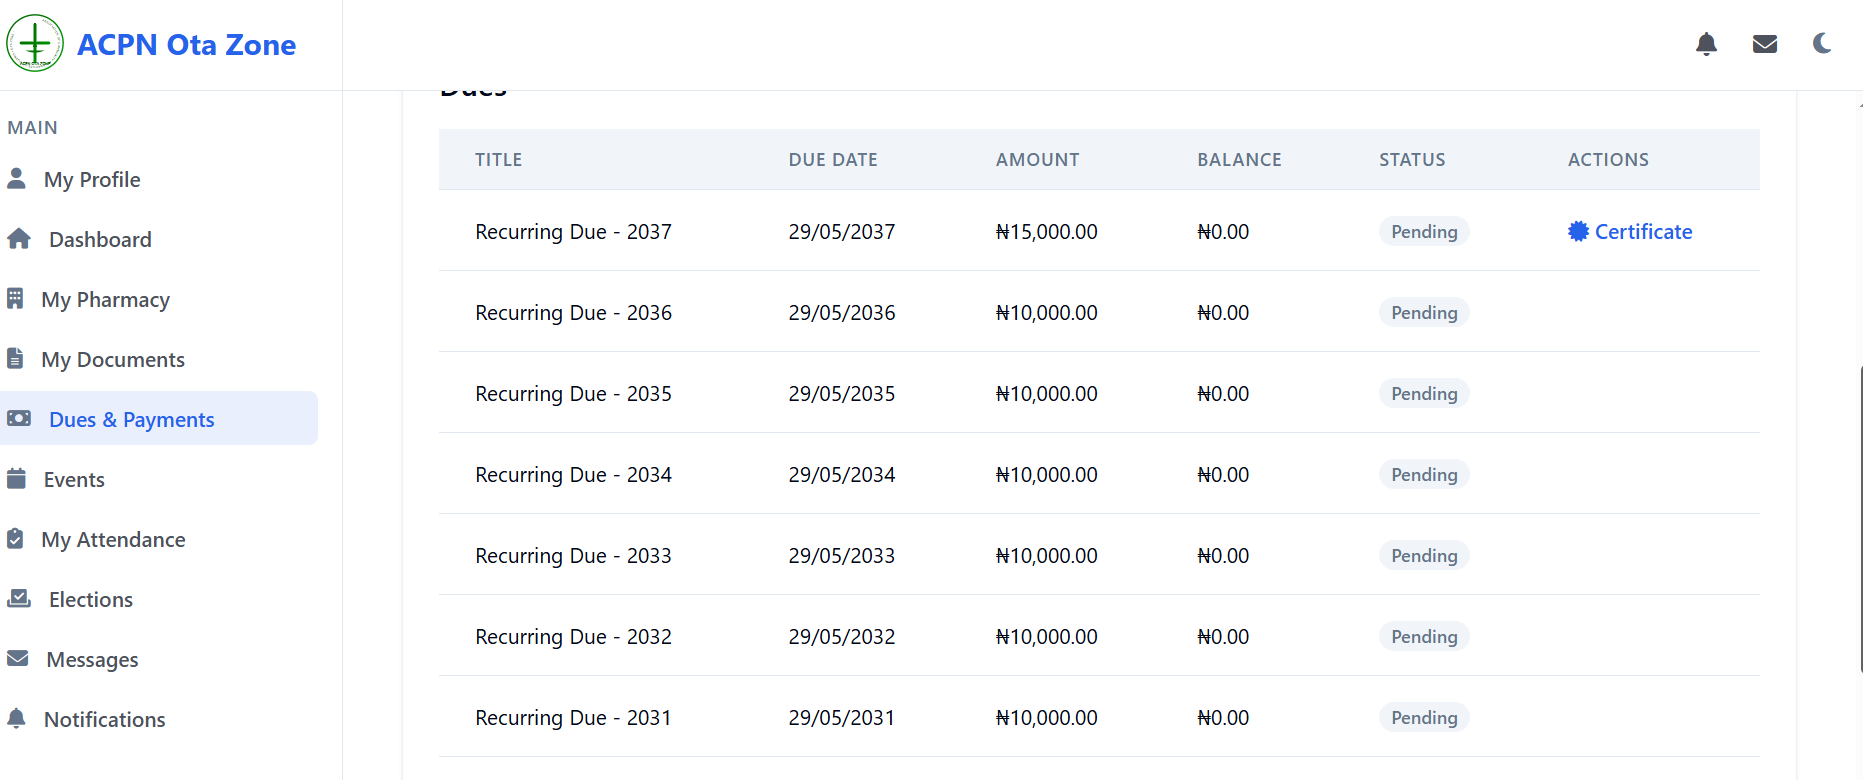 ACPN Ota Zone
MAIN
My Profile
Dashboard
My Pharmacy
My Documents
Dues & Payments
Events
My Attendance
Elections
Messages
Notifications
Dues
TITLE DUE DATE AMOUNT BALANCE STATUS ACTIONS
Recurring Due - 2037 29/05/2037 ₦15,000.00 ₦0.00 Pending Certificate
Recurring Due - 2036 29/05/2036 ₦10,000.00 ₦0.00 Pending
Recurring Due - 2035 29/05/2035 ₦10,000.00 ₦0.00 Pending
Recurring Due - 2034 29/05/2034 ₦10,000.00 ₦0.00 Pending
Recurring Due - 2033 29/05/2033 ₦10,000.00 ₦0.00 Pending
Recurring Due - 2032 29/05/2032 ₦10,000.00 ₦0.00 Pending
Recurring Due - 2031 29/05/2031 ₦10,000.00 ₦0.00 Pending